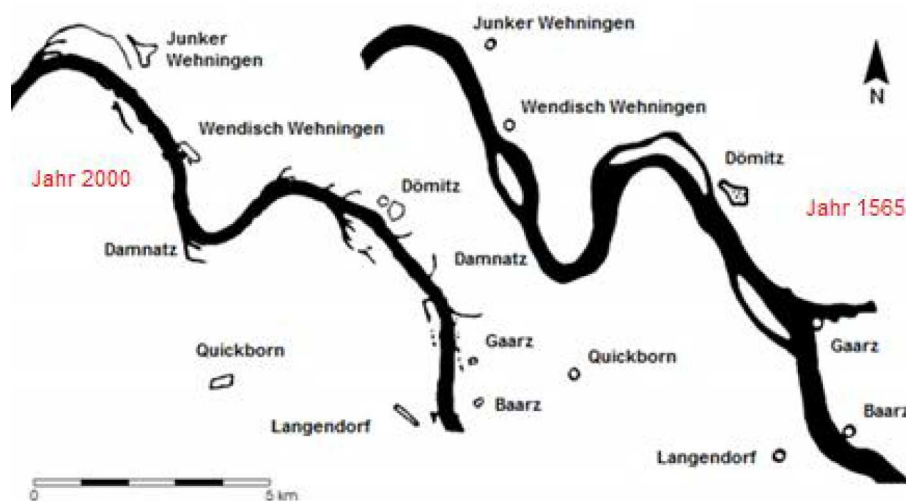 Junker
Wehningen
Wendisch Wehningen
Jahr 2000
Dömitz
Damnatz
Quickborn
Gaarz
Baarz
Langendorf
0
5 km
Junker Wehningen
N
Wendisch Wehningen
Dömitz
Jahr 1565
Damnatz
Gaarz
Quickborn
Baarz
Langendorf